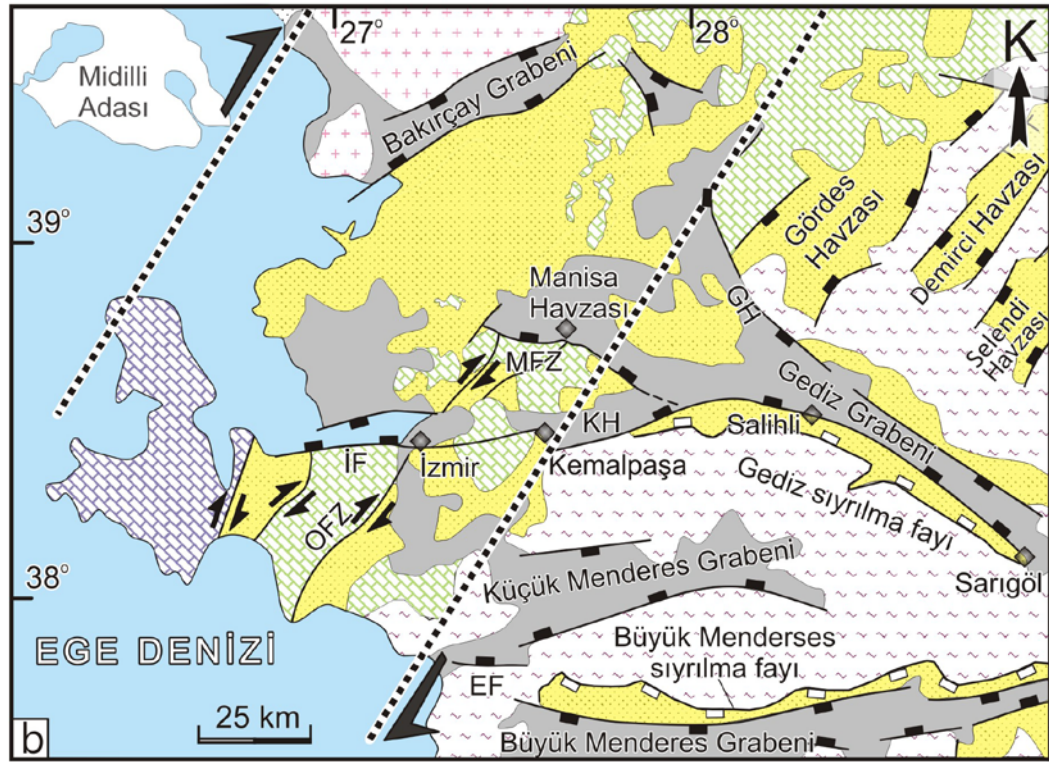 27°
28°
K
Midilli
Adası
Bakırçay Grabeni
39°
Gördes
Havzası
Demirci Havzası
Selendi
Havzası
Manisa
Havzası
GH
MFZ
Gediz Grabeni
KH
Salihli
İF
İzmir
Kemalpaşa
Gediz sıyrılma fayı
OFZ
38°
Sarıgöl
Küçük Menderes Grabeni
EGE DENİZİ
Büyük Menderses
sıyrılma fayı
EF
25 km
b
Büyük Menderes Grabeni